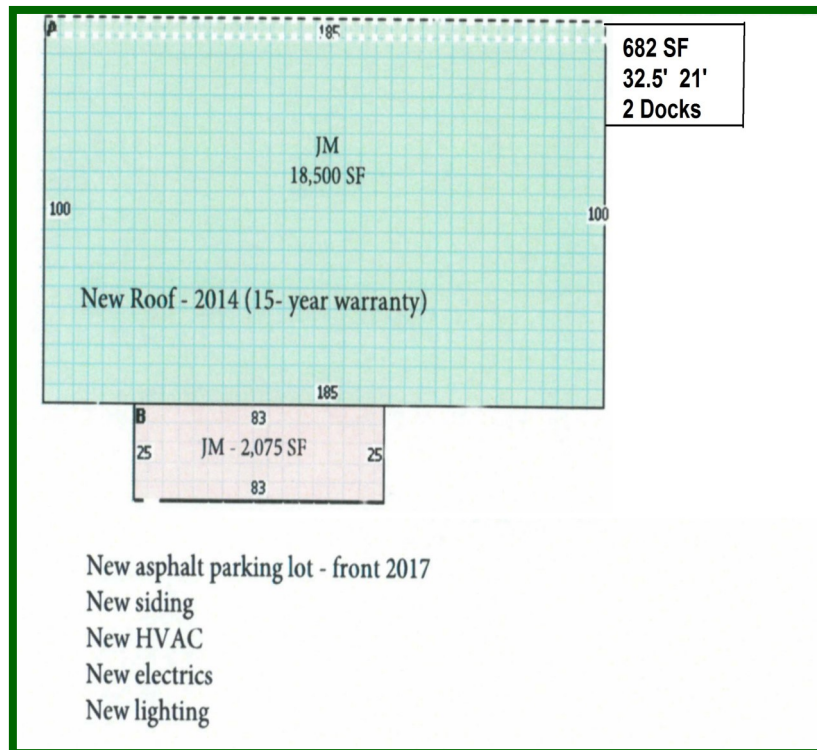 A
185
682 SF
32.5' 21'
2 Docks
JM
18,500 SF
100
100
New Roof - 2014 (15- year warranty)
185
B
83
JM - 2,075 SF
25
25
83
New asphalt parking lot - front 2017
New siding
New HVAC
New electrics
New lighting